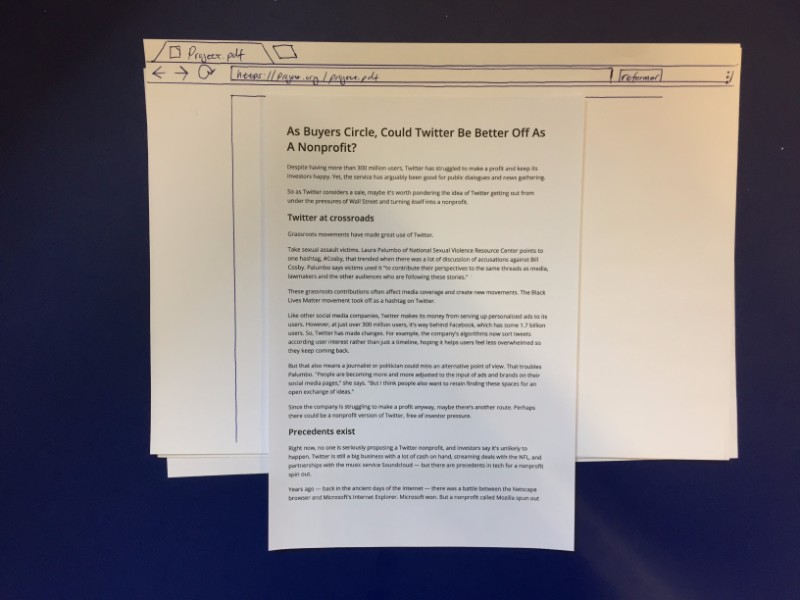 Project.pdf
reformat
As Buyers Circle, Could Twitter Be Better Off As
A Nonprofit?
Despite having more than 300 million users, Twitter has struggled to make a profit and keep its
investors happy. Yet, the service has arguably been good for public dialogues and news gathering.
So as Twitter considers a sale, maybe it's worth pondering the idea of Twitter getting out from
under the pressures of Wall Street and turning itself into a nonprofit.
Twitter at crossroads
Grassroots movements have made great use of Twitter.
Take sexual assault victims. Laura Palumbo of National Sexual Violence Resource Center points to
one hashtag, #Cosby, that trended when there was a lot of discussion of accusations against Bill
Cosby. Palumbo says victims used it "to contribute their perspectives to the same threads as media,
lawmakers and the other audiences who are following these stories."
These grassroots contributions often affect media coverage and create new movements. The Black
Lives Matter movement took off as a hashtag on Twitter.
Like other social media companies, Twitter makes its money from serving up personalized ads to its
users. However, at just over 300 million users, it's way behind Facebook, which has some 1.7 billion
users. So, Twitter has made changes. For example, the company's algorithms now sort tweets
according user interest rather than just a timeline, hoping it helps users feel less overwhelmed so
they keep coming back.
But that also means a journalist or politician could miss an alternative point of view. That troubles
Palumbo. "People are becoming more and more adjusted to the input of ads and brands on their
social media pages," she says. "But I think people also want to retain finding these spaces for an
open exchange of ideas."
Since the company is struggling to make a profit anyway, maybe there's another route. Perhaps
there could be a nonprofit version of Twitter, free of investor pressure.
Precedents exist
Right now, no one is seriously proposing a Twitter nonprofit, and investors say it's unlikely to
happen. Twitter is still a big business with a lot of cash on hand, streaming deals with the NFL, and
partnerships with the music service Soundcloud — but there are precedents in tech for a nonprofit
spin out.
Years ago — back in the ancient days of the internet — there was a battle between the Netscape
browser and Microsoft's Internet Explorer. Microsoft won. But a nonprofit called Mozilla spun out